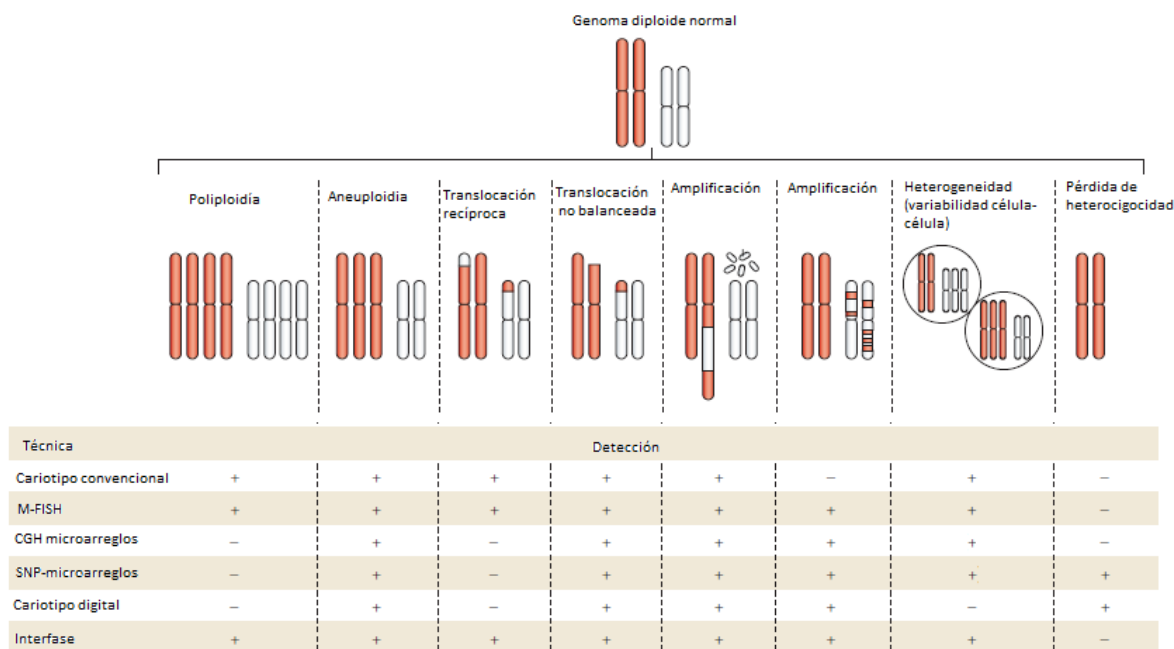 Genoma diploide normal
Poliploidía
Aneuploidia
Translocación
recíproca
Translocación
no balanceada
Amplificación
Amplificación
Heterogeneidad
(variabilidad célula-
célula)
Pérdida de
heterocigocidad
Técnica Detección
Cariotipo convencional + + + + + − + −
M-FISH + + + + + + + −
CGH microarreglos − + − + + + + −
SNP-microarreglos − + − + + + + +
Cariotipo digital − + − + + + − +
Interfase + + + + + + + −